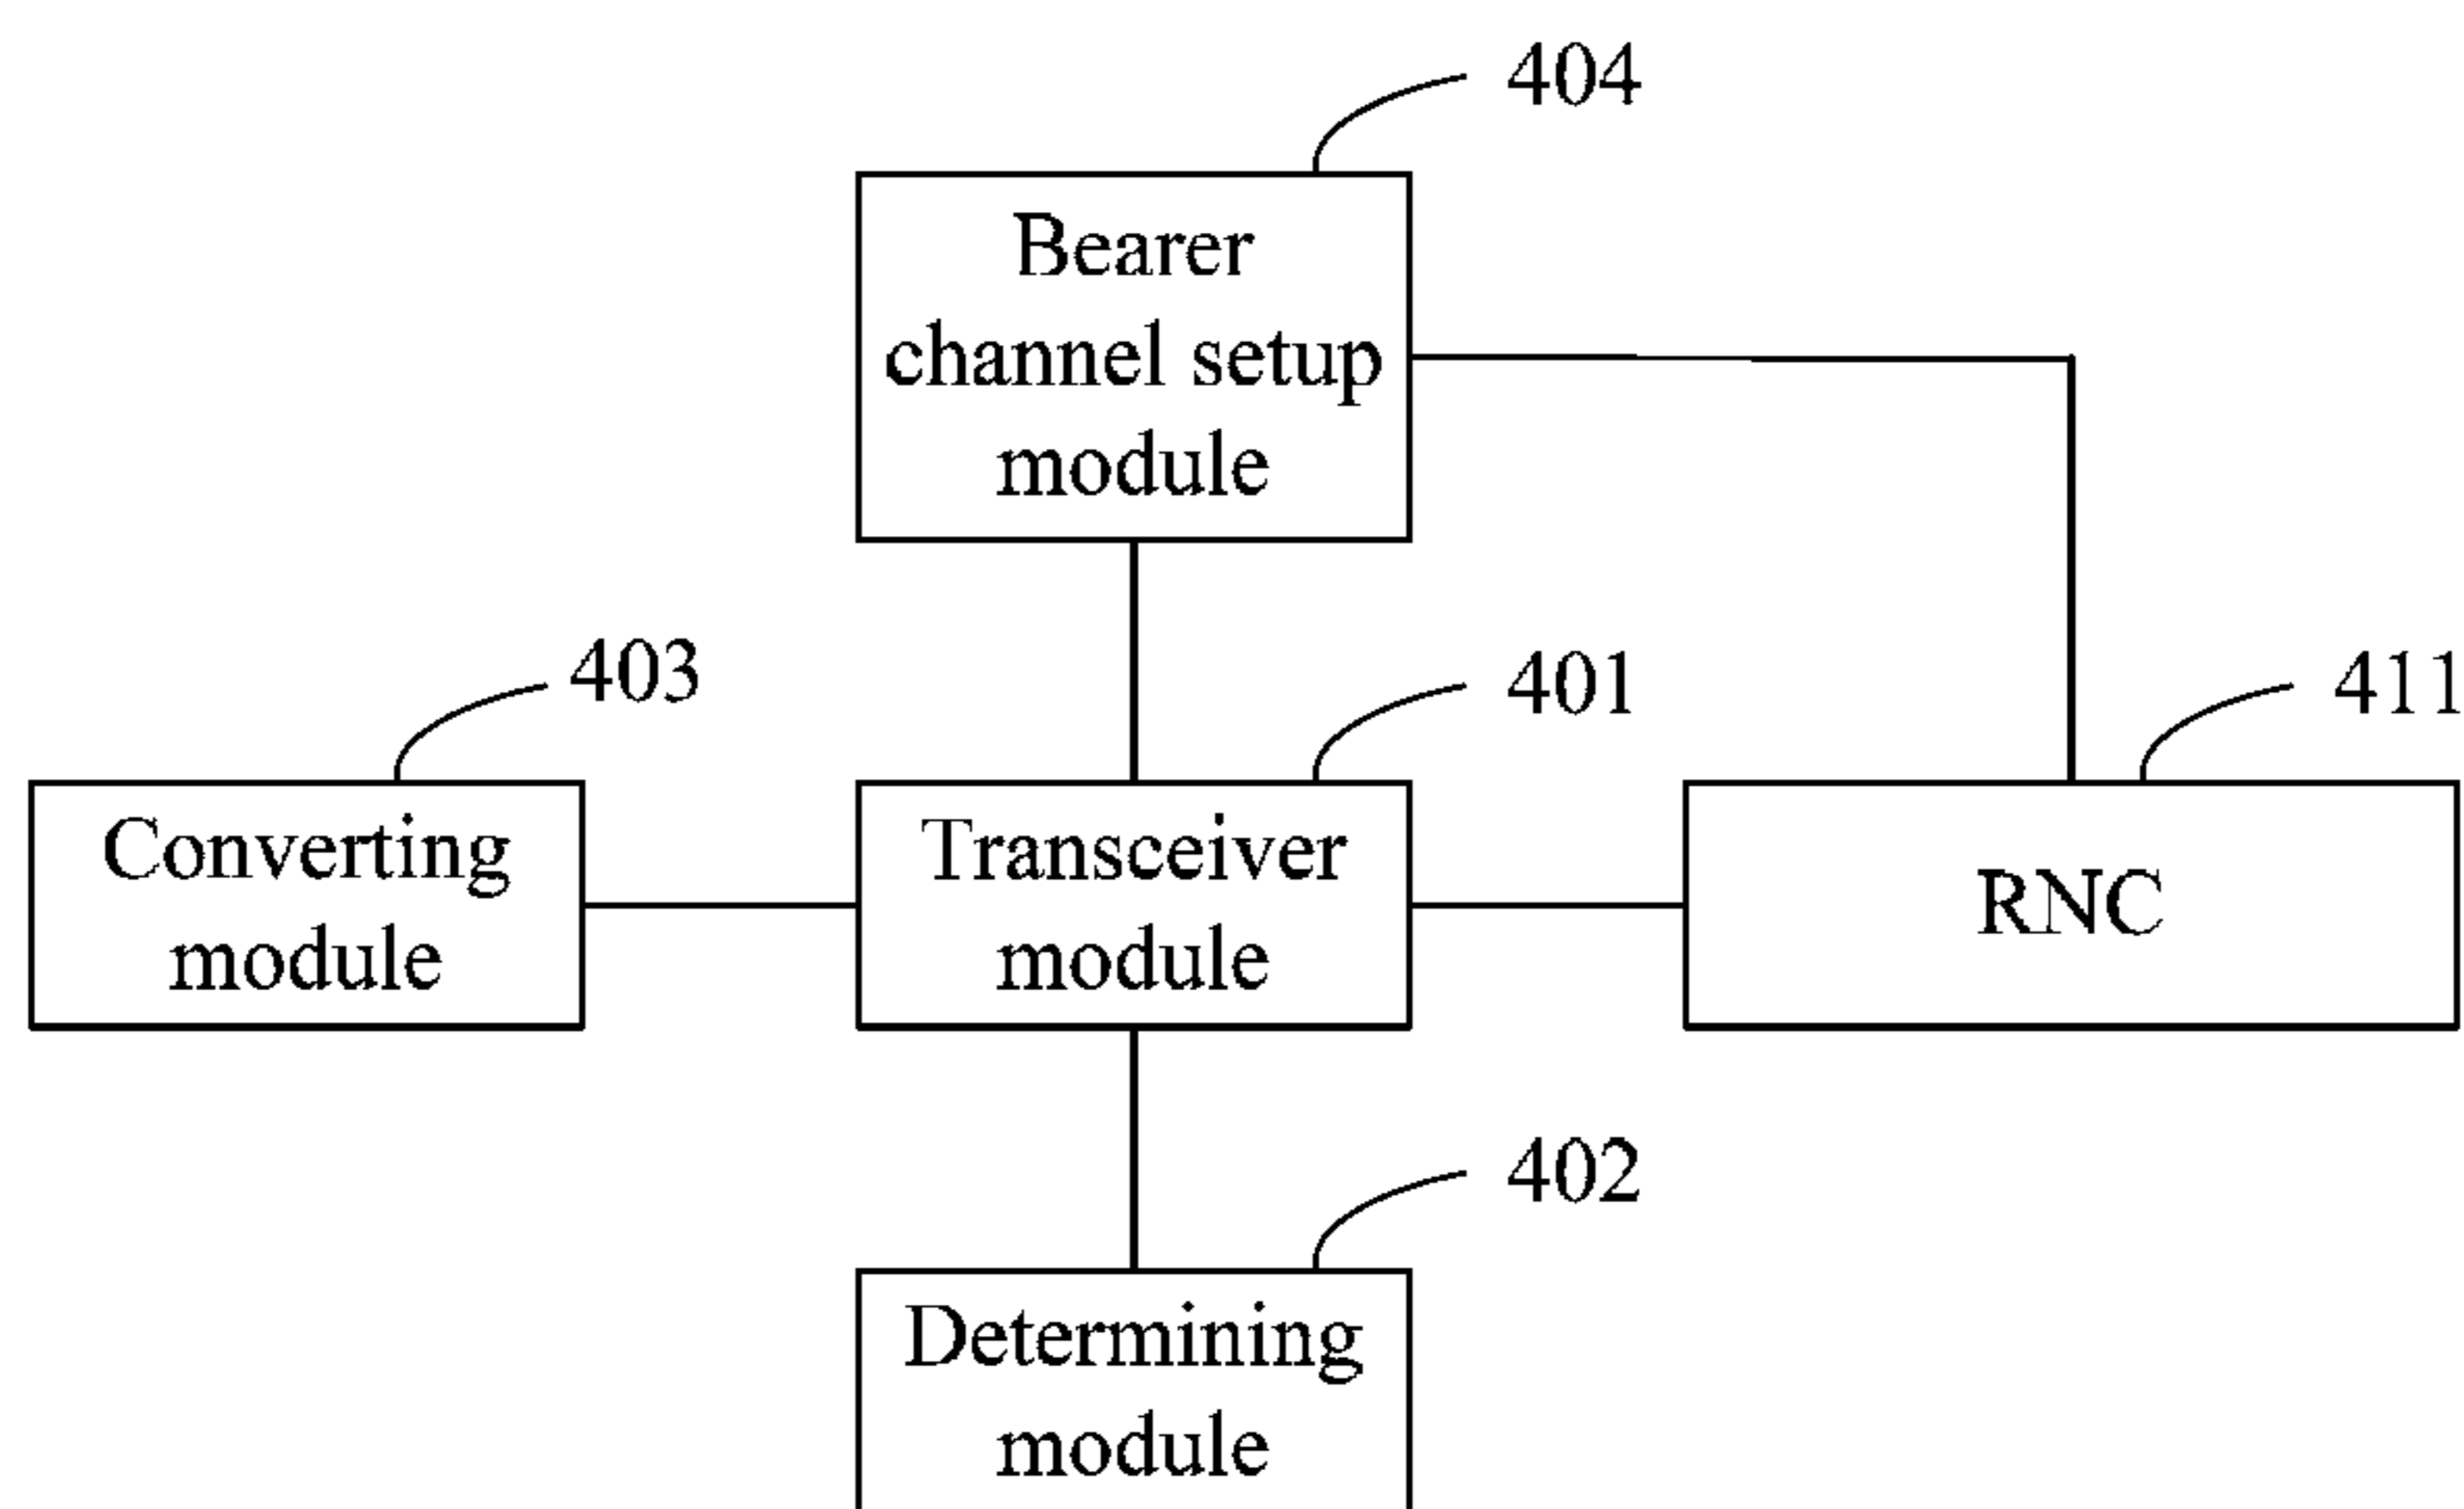 404
Bearer
channel setup
module
403
401
411
Converting
module
Transceiver
module
RNC
402
Determining
module